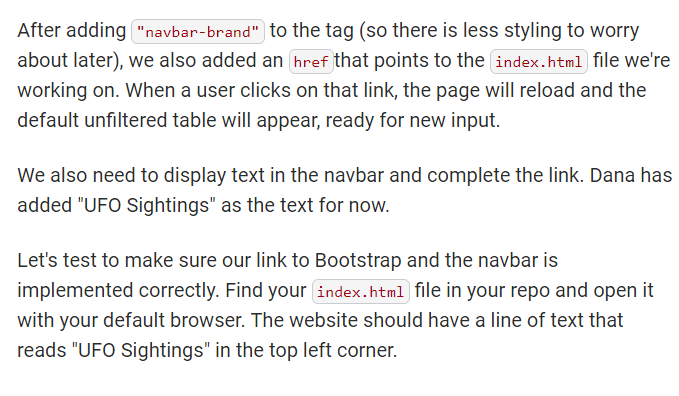 After adding "navbar-brand" to the tag (so there is less styling to worry
about later), we also added an href that points to the index.html file we're
working on. When a user clicks on that link, the page will reload and the
default unfiltered table will appear, ready for new input.
We also need to display text in the navbar and complete the link. Dana has
added "UFO Sightings" as the text for now.
Let's test to make sure our link to Bootstrap and the navbar is
implemented correctly. Find your index.html file in your repo and open it
with your default browser. The website should have a line of text that
reads "UFO Sightings" in the top left corner.